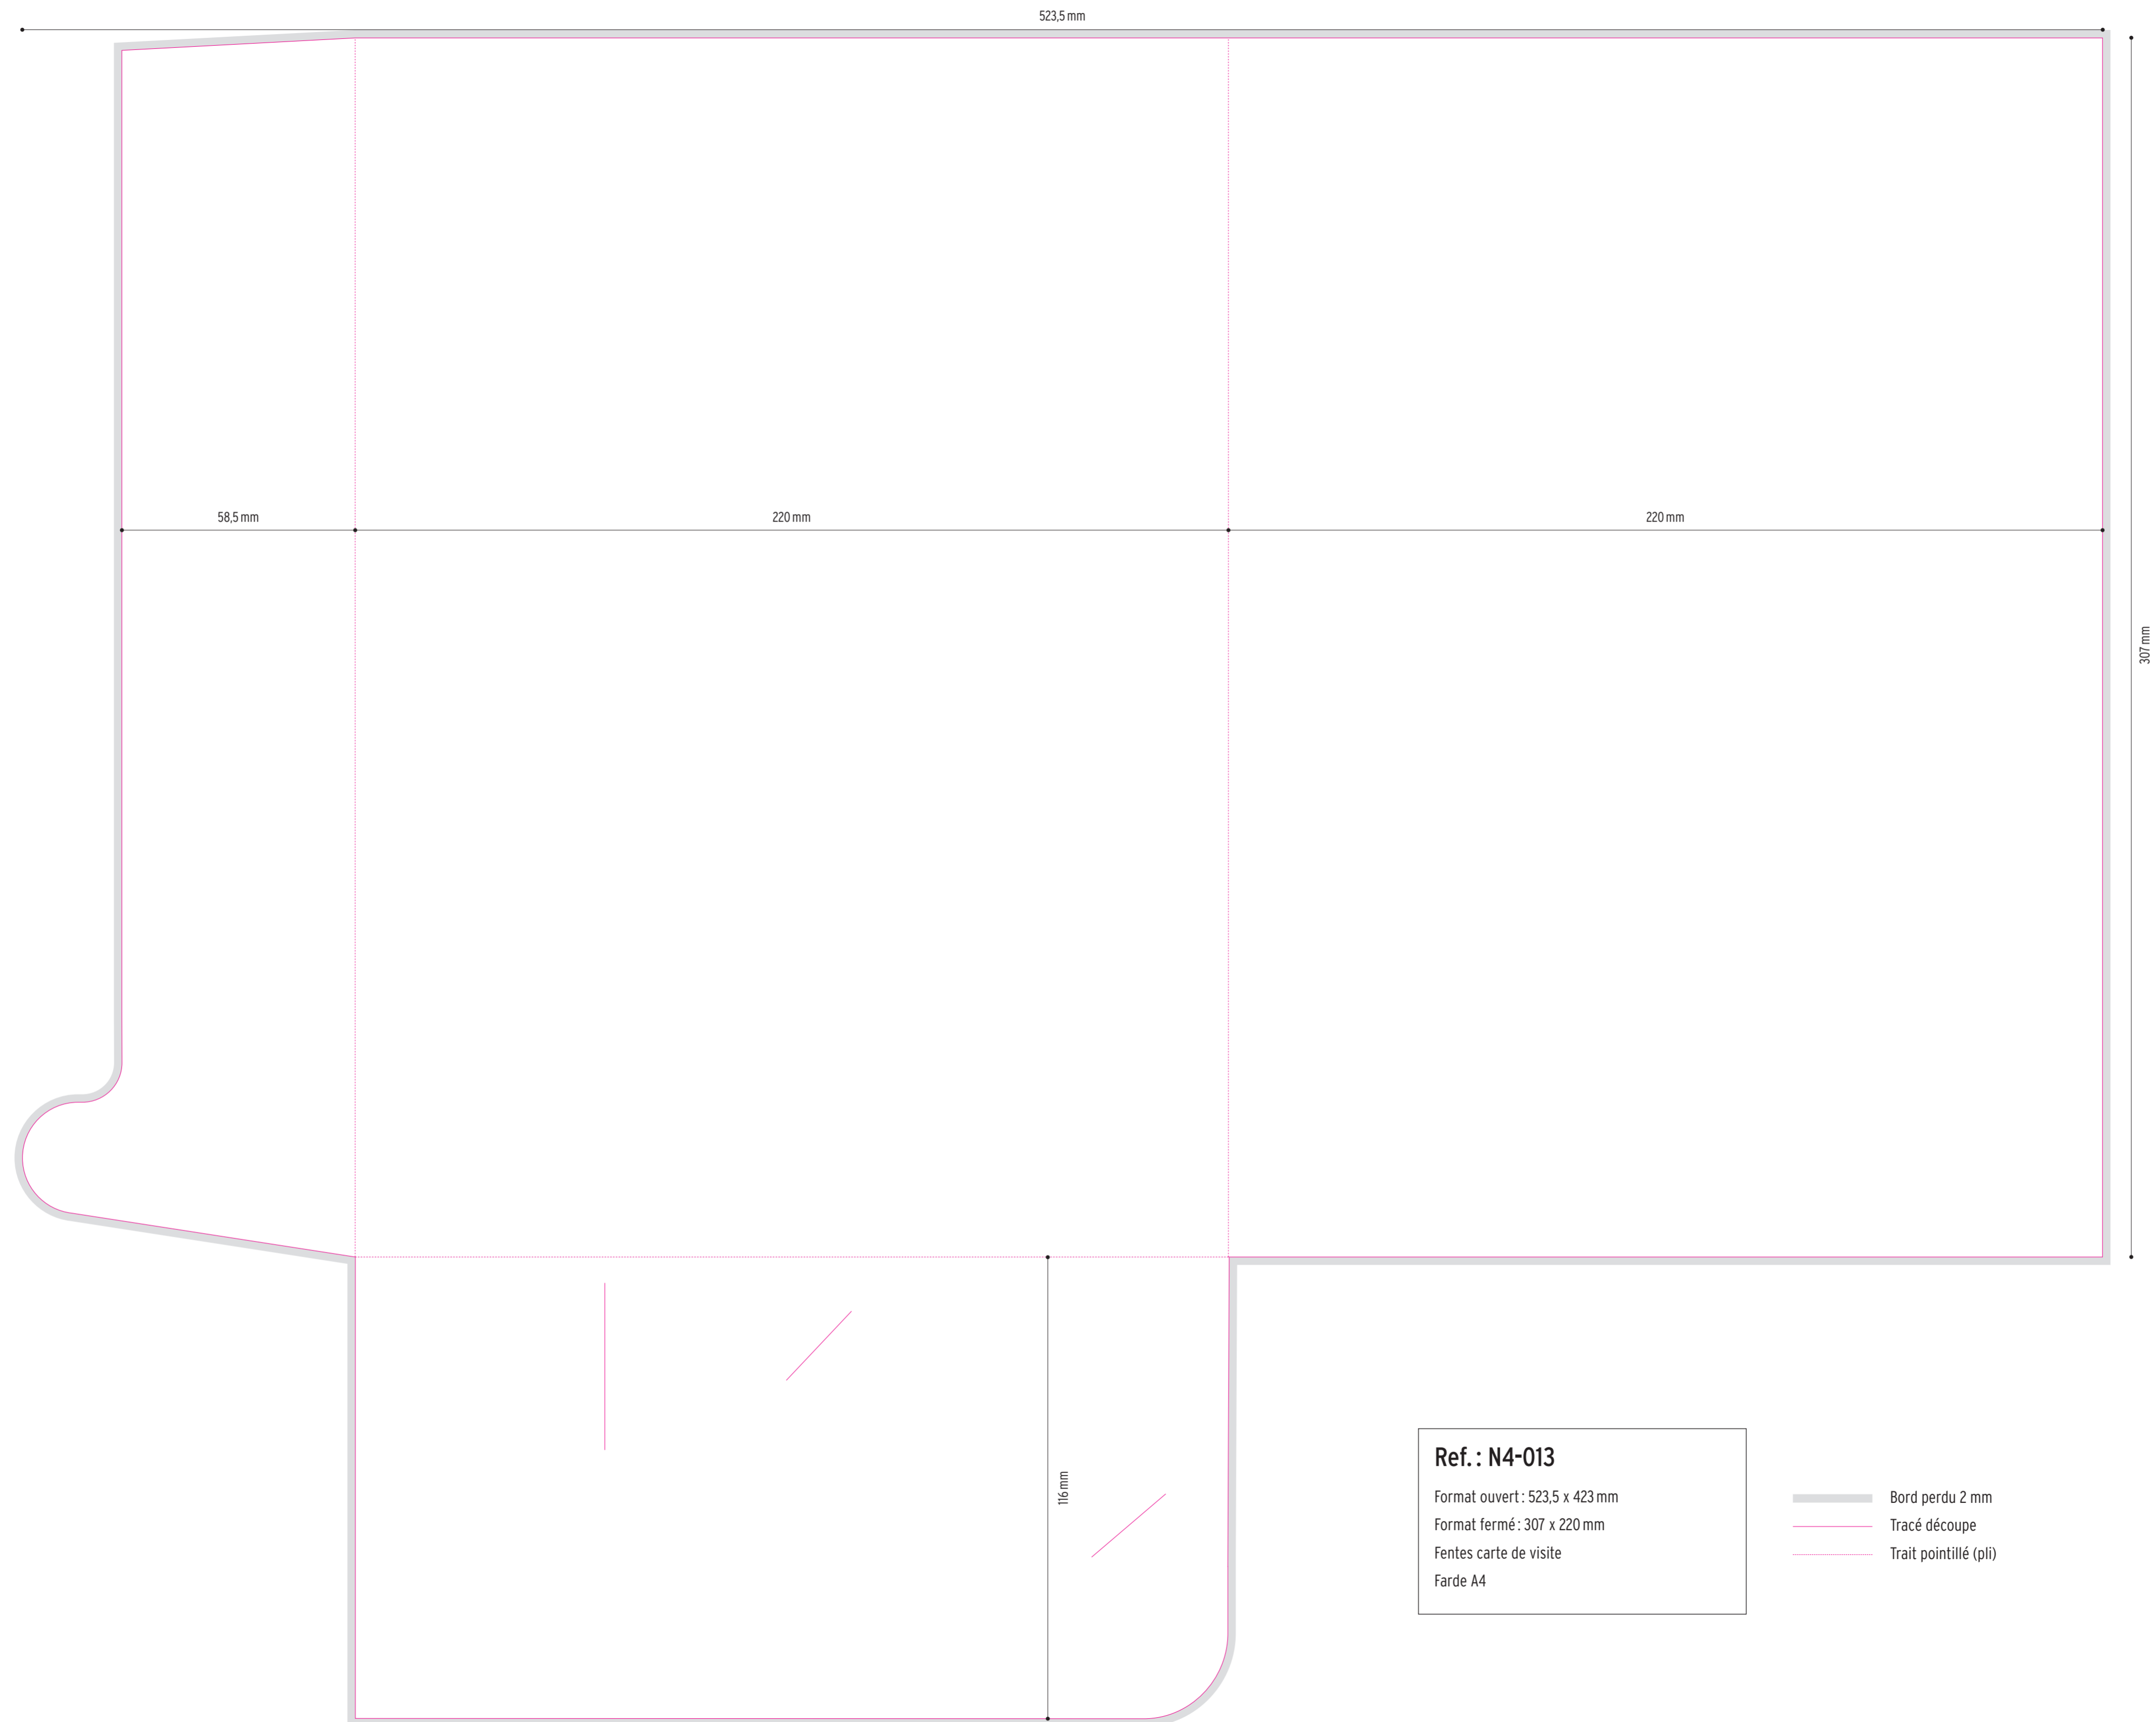 523,5 mm
58,5 mm
220 mm
220 mm
307 mm
116 mm
Ref. : N4-013
Format ouvert : 523,5 x 423 mm
Format fermé : 307 x 220 mm
Fentes carte de visite
Farde A4
Bord perdu 2 mm
Tracé découpe
Trait pointillé (pli)